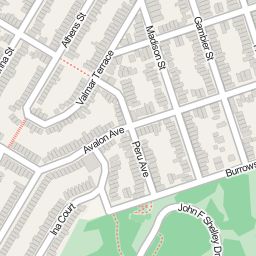 Athens St
Madison St
Gambier St
Valmar Terrace
Avalon Ave
Peru Ave
Burrows
Ina Court
John F Shelley Dr